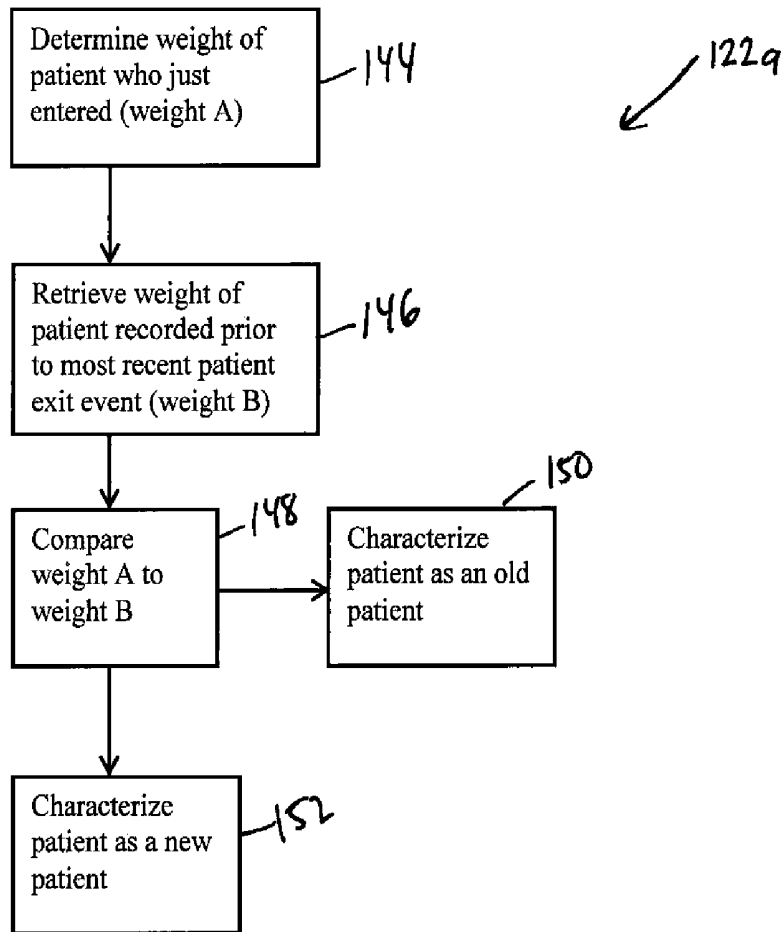 Determine weight of
patient who just
entered (weight A)
144
122a
Retrieve weight of
patient recorded prior
to most recent patient
exit event (weight B)
146
Compare
weight A to
weight B
148
150
Characterize
patient as an old
patient
Characterize
patient as a new
patient
152